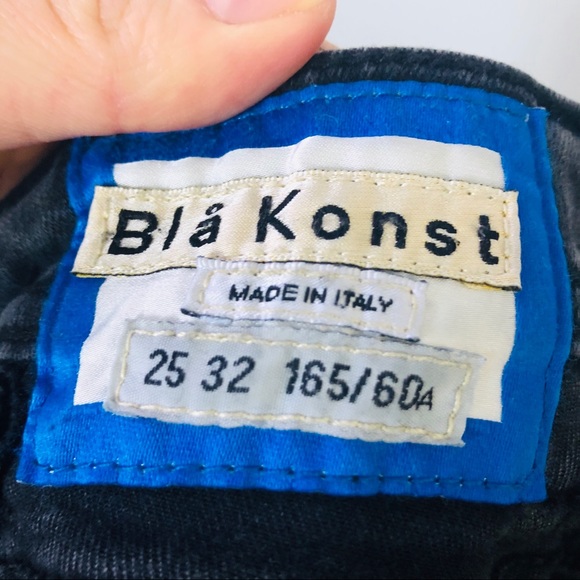 Blå Konst
MADE IN ITALY
25 32 165/60A